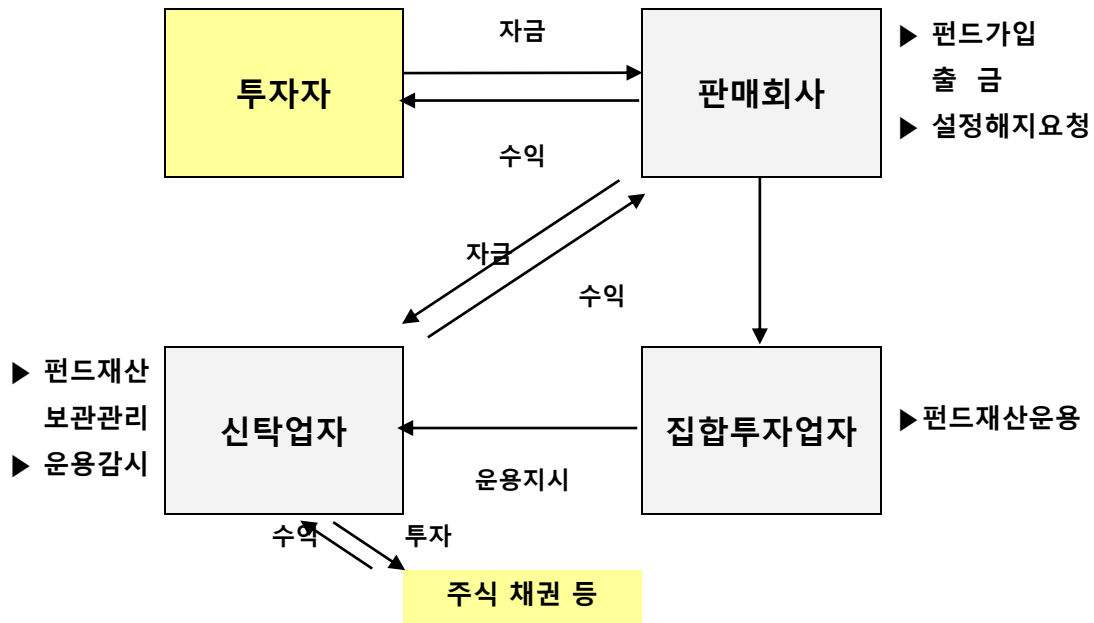 자금
▶ 펀드가입
출 금
▶ 설정해지요청
투자자
판매회사
수익
자금
수익
▶ 펀드재산
보관관리
▶ 운용감시
신탁업자
집합투자업자
▶펀드재산운용
운용지시
수익
투자
주식 채권 등